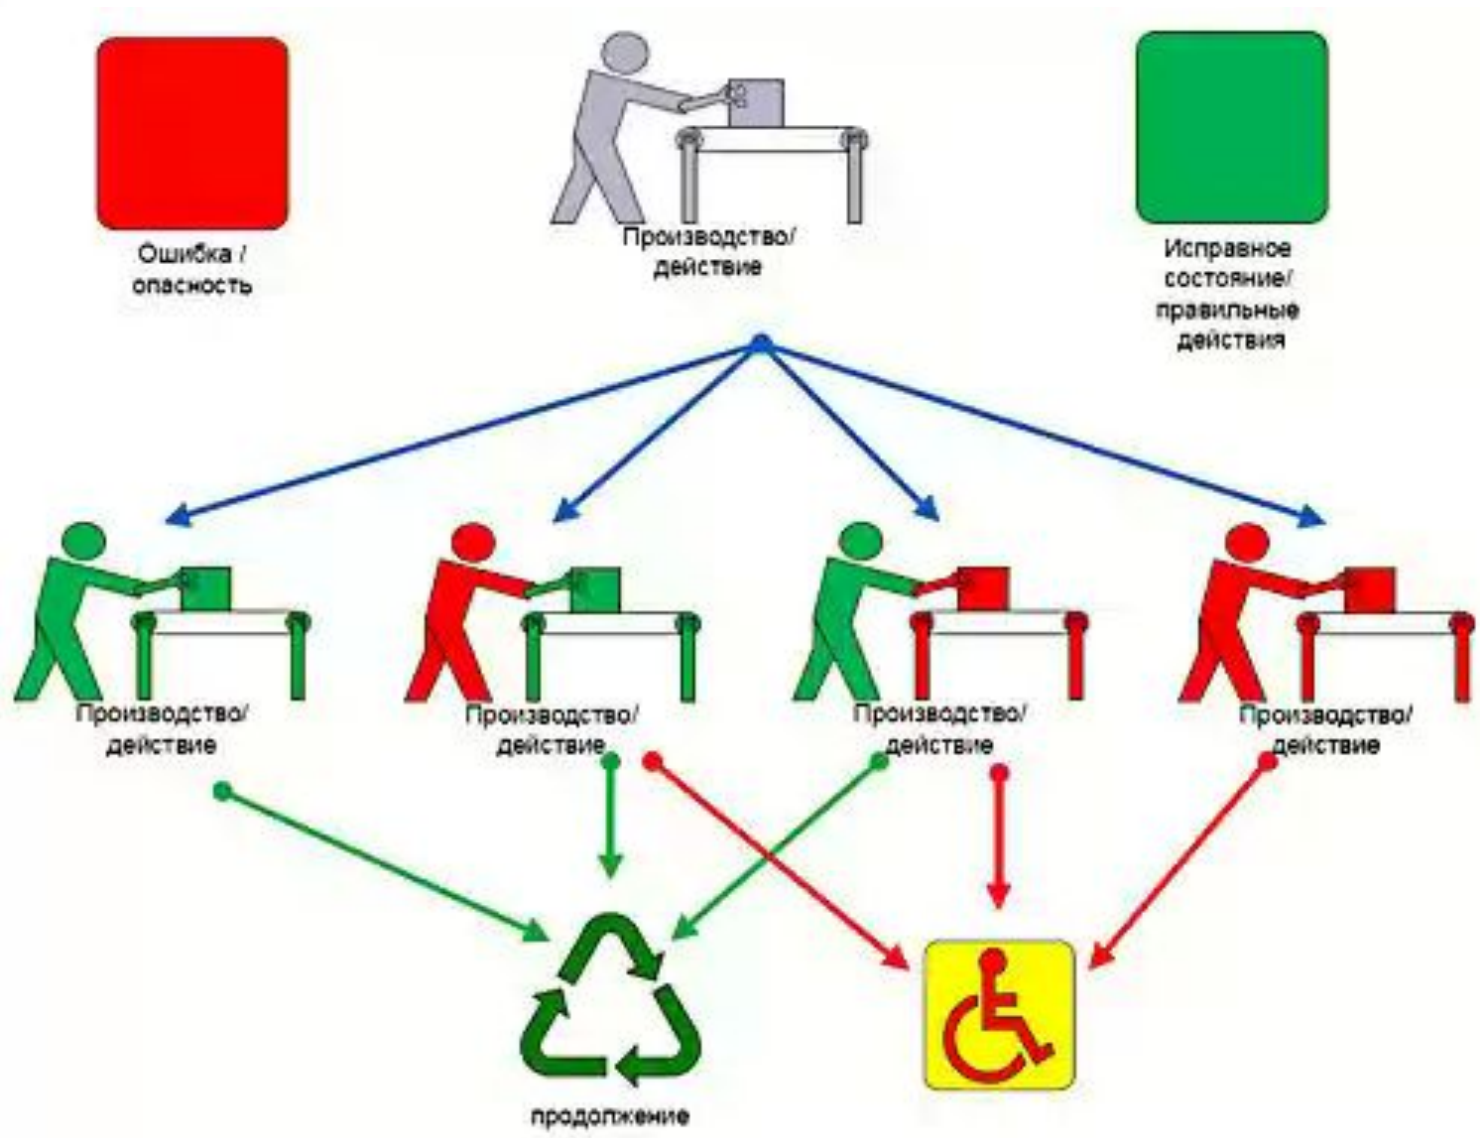 Ошибка /
опасность
Производство/
действие
Исправное
состояние/
правильные
действия
Производство/
действие
Производство/
действие
Производство/
действие
Производство/
действие
продолжение